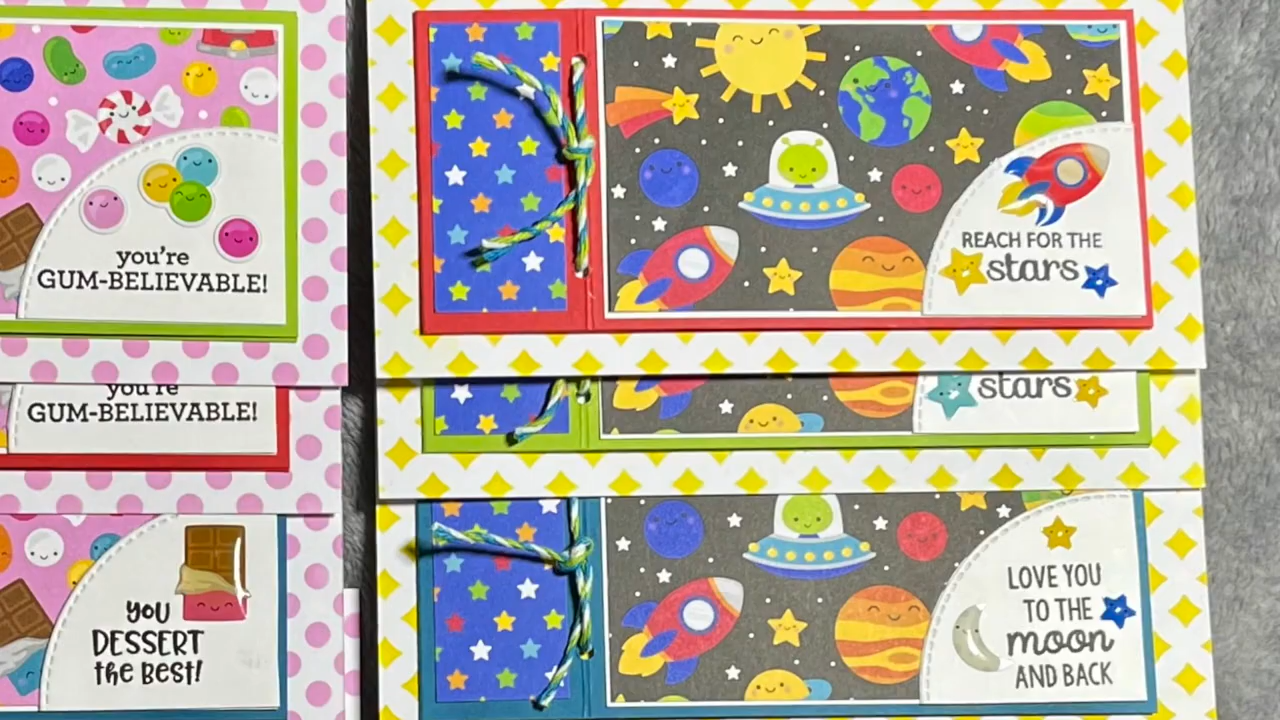 you're
GUM-BELIEVABLE!
REACH FOR THE
stars
you're
GUM-BELIEVABLE!
stars
you
DESSERT
the Best!
LOVE YOU
TO THE
moon
AND BACK